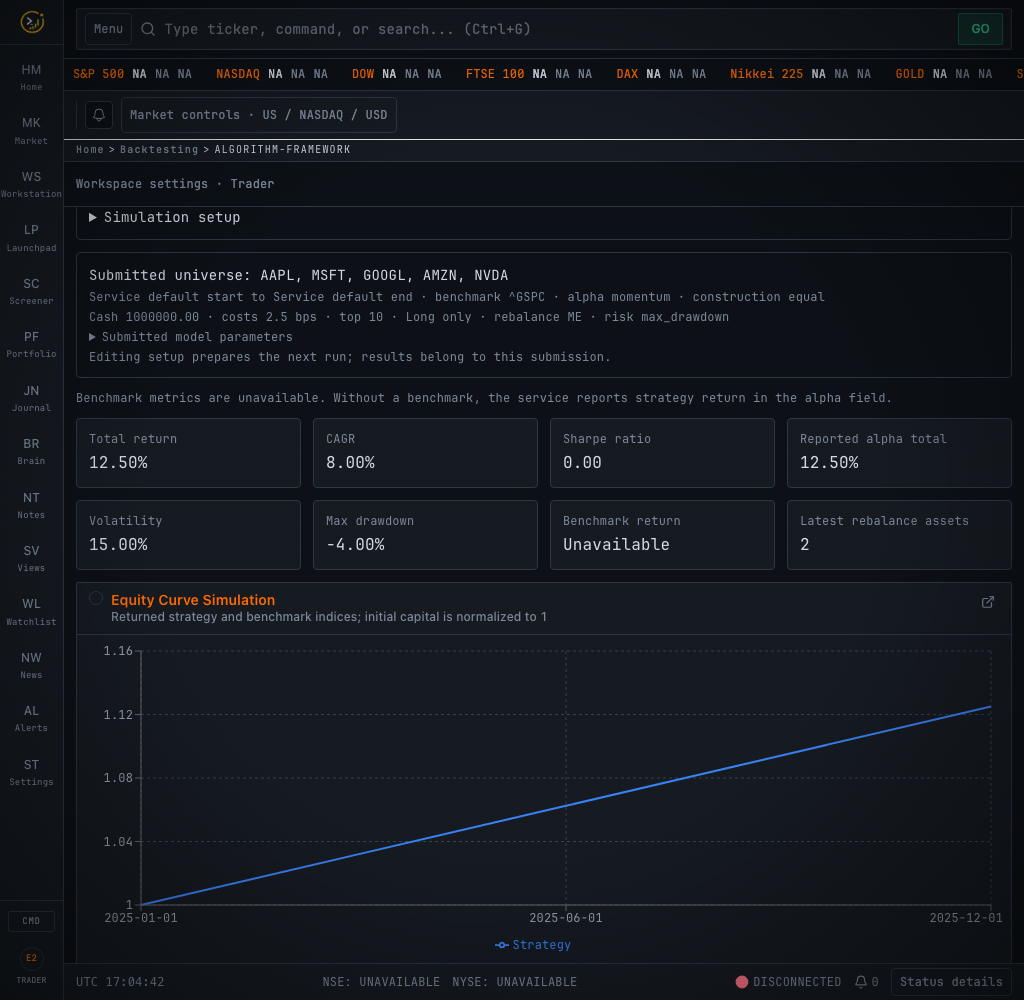 Menu
Type ticker, command, or search... (Ctrl+G)
GO
S&P 500 NA NA NA NASDAQ NA NA NA DOW NA NA NA FTSE 100 NA NA NA DAX NA NA NA Nikkei 225 NA NA NA GOLD NA NA NA S
Market controls · US / NASDAQ / USD
Home > Backtesting > ALGORITHM-FRAMEWORK
Workspace settings · Trader
HM
Home
MK
Market
WS
Workstation
LP
Launchpad
SC
Screener
PF
Portfolio
JN
Journal
BR
Brain
NT
Notes
SV
Views
WL
Watchlist
NW
News
AL
Alerts
ST
Settings
CMD
E2
TRADER
Simulation setup
Submitted universe: AAPL, MSFT, GOOGL, AMZN, NVDA
Service default start to Service default end · benchmark ^GSPC · alpha momentum · construction equal
Cash 1000000.00 · costs 2.5 bps · top 10 · Long only · rebalance ME · risk max_drawdown
Submitted model parameters
Editing setup prepares the next run; results belong to this submission.
Benchmark metrics are unavailable. Without a benchmark, the service reports strategy return in the alpha field.
Total return
12.50%
CAGR
8.00%
Sharpe ratio
0.00
Reported alpha total
12.50%
Volatility
15.00%
Max drawdown
-4.00%
Benchmark return
Unavailable
Latest rebalance assets
2
Equity Curve Simulation
Returned strategy and benchmark indices; initial capital is normalized to 1
1.16
1.12
1.08
1.04
1
2025-01-01 2025-06-01 2025-12-01
Strategy
UTC 17:04:42 NSE: UNAVAILABLE NYSE: UNAVAILABLE DISCONNECTED 0 Status details